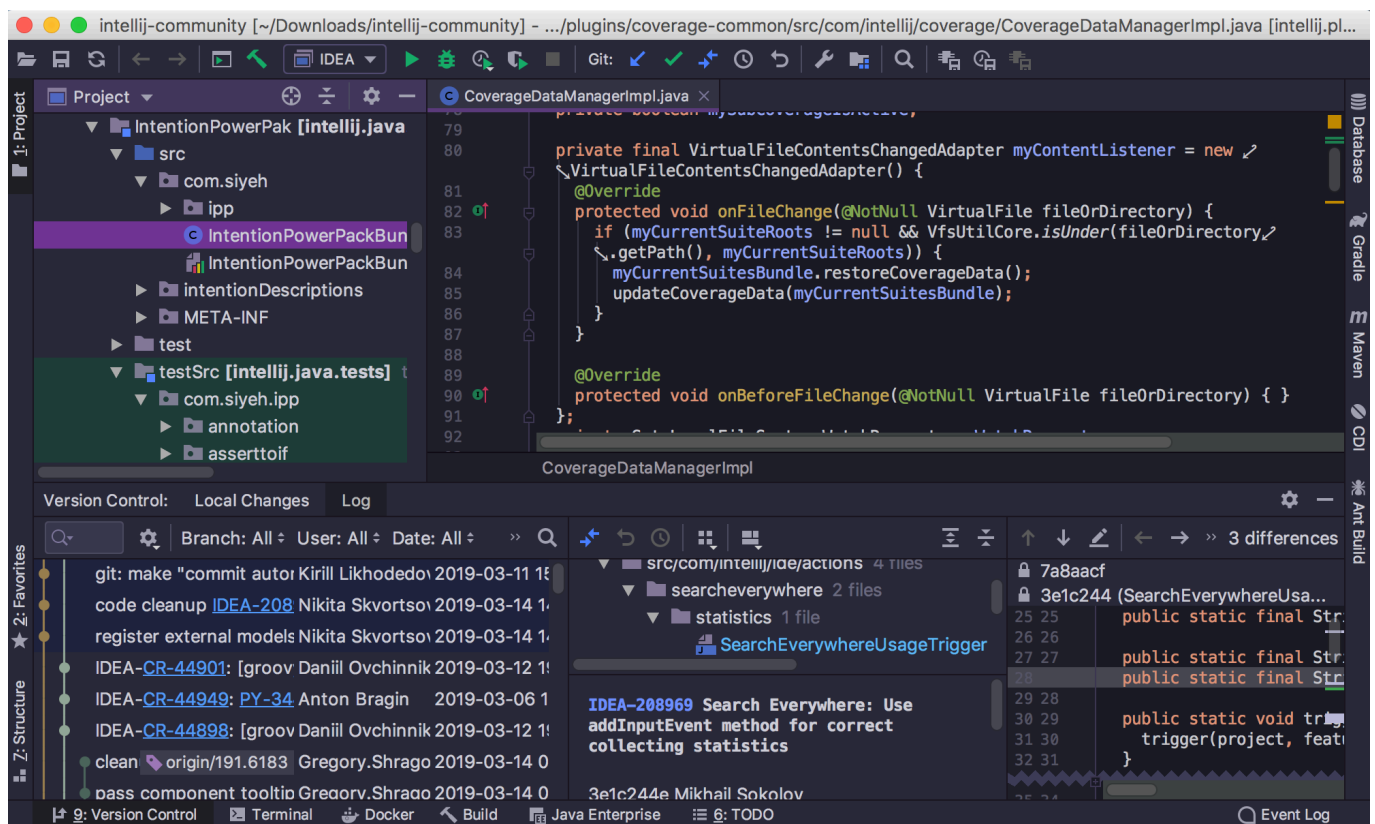 intellij-community [~/Downloads/intellij-community] - .../plugins/coverage-common/src/com/intellij/coverage/CoverageDataManagerImpl.java [intellij.pl...
IDEA
Git:
1: Project
Project
IntentionPowerPak [intellij.java
src
com.siyeh
ipp
IntentionPowerPackBun
IntentionPowerPackBun
intentionDescriptions
META-INF
test
testSrc [intellij.java.tests] t
com.siyeh.ipp
annotation
asserttoif
CoverageDataManagerImpl.java
78 private boolean mySubCoverageIsActive;
79
80 private final VirtualFileContentsChangedAdapter myContentListener = new
VirtualFileContentsChangedAdapter() {
81 @Override
82 protected void onFileChange(@NotNull VirtualFile fileOrDirectory) {
83 if (myCurrentSuiteRoots != null && VfsUtilCore.isUnder(fileOrDirectory
.getPath(), myCurrentSuiteRoots)) {
84 myCurrentSuitesBundle.restoreCoverageData();
85 updateCoverageData(myCurrentSuitesBundle);
86 }
87 }
88
89 @Override
90 protected void onBeforeFileChange(@NotNull VirtualFile fileOrDirectory) { }
91 };
92
CoverageDataManagerImpl
Database
Gradle
Maven
CDI
Ant Build
Version Control: Local Changes Log
Branch: All User: All Date: All
git: make "commit autor Kirill Likhodedov 2019-03-11 15
code cleanup IDEA-208 Nikita Skvortsov 2019-03-14 14
register external models Nikita Skvortsov 2019-03-14 14
IDEA-CR-44901: [groov Daniil Ovchinnik 2019-03-12 19
IDEA-CR-44949: PY-34 Anton Bragin 2019-03-06 1
IDEA-CR-44898: [groov Daniil Ovchinnik 2019-03-12 19
clean origin/191.6183 Gregory.Shrago 2019-03-14 0
pass component tooltip Gregory.Shrago 2019-03-14 0
src/com/intellij/ide/actions 4 files
searcheverywhere 2 files
statistics 1 file
SearchEverywhereUsageTrigger
IDEA-208969 Search Everywhere: Use
addInputEvent method for correct
collecting statistics
3e1c244e Mikhail Sokolov
3 differences
7a8aacf
3e1c244 (SearchEverywhereUsa...
25 25 public static final Str
26 26
27 27 public static final Str
28 public static final Str
29 28
30 29 public static void trig
31 30 trigger(project, featu
32 31 }
2: Favorites
Z: Structure
9: Version Control Terminal Docker Build Java Enterprise 6: TODO Event Log